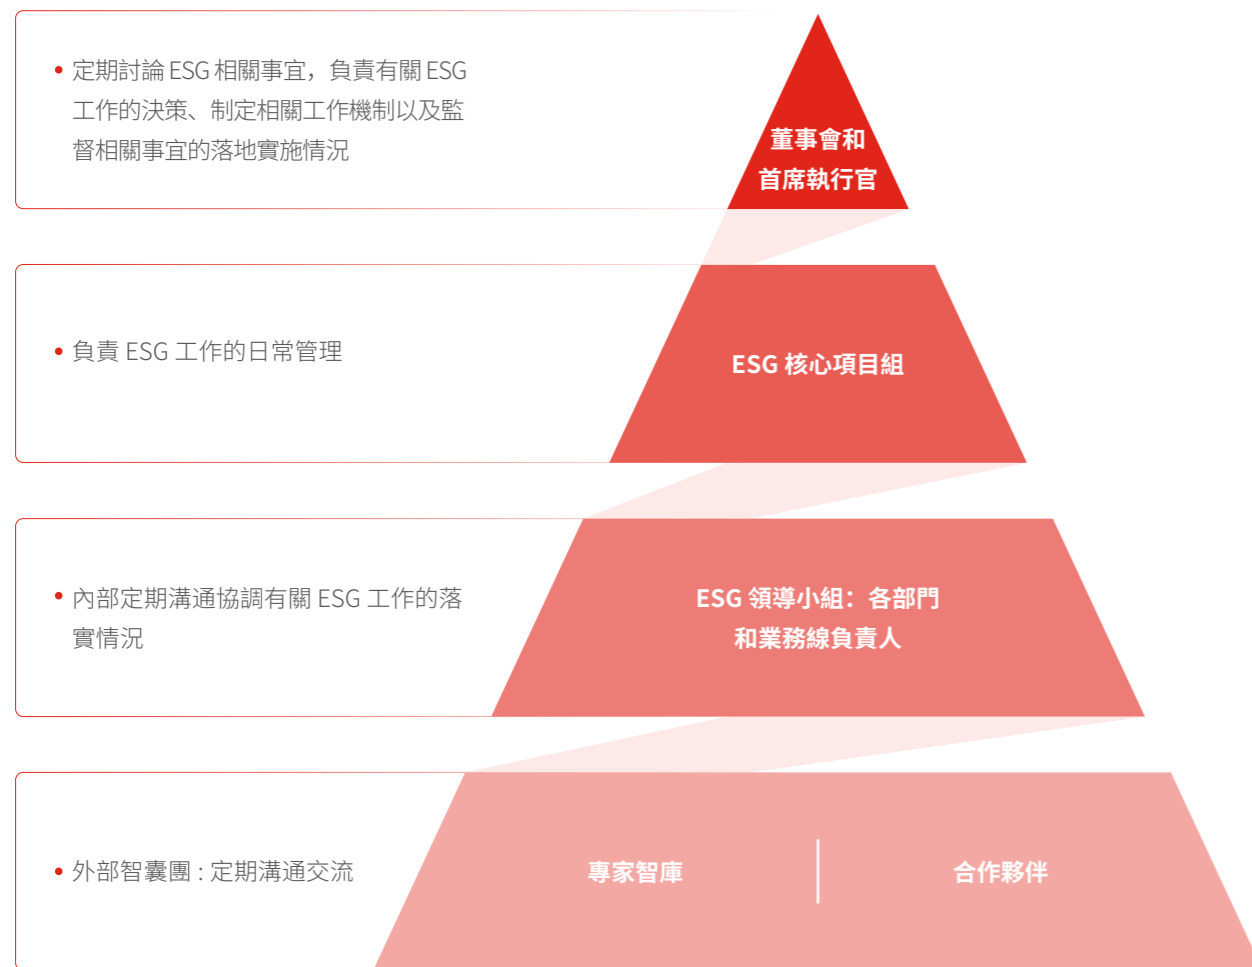 定期討論 ESG 相關事宜，負責有關 ESG
工作的決策、制定相關工作機制以及監
督相關事宜的落地實施情況
董事會和
首席執行官
負責 ESG 工作的日常管理
ESG 核心項目組
內部定期溝通協調有關 ESG 工作的落
實情況
ESG 領導小組：各部門
和業務線負責人
外部智囊團 : 定期溝通交流
專家智庫
合作夥伴